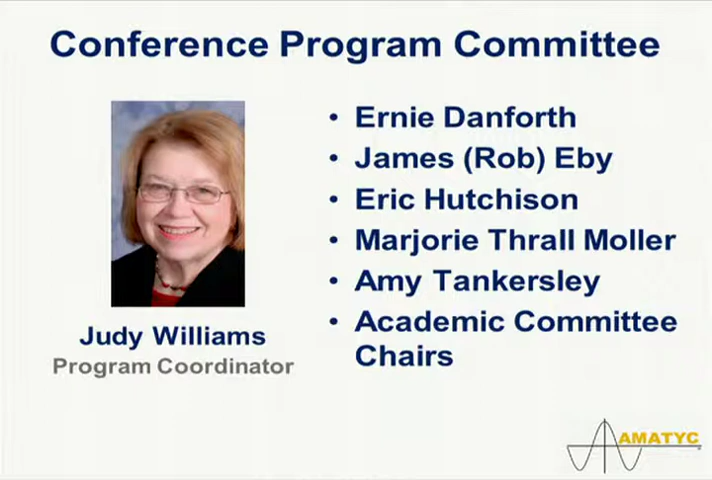 Conference Program Committee
Judy Williams
Program Coordinator
• Ernie Danforth
• James (Rob) Eby
• Eric Hutchison
• Marjorie Thrall Moller
• Amy Tankersley
• Academic Committee
Chairs
AMATYC